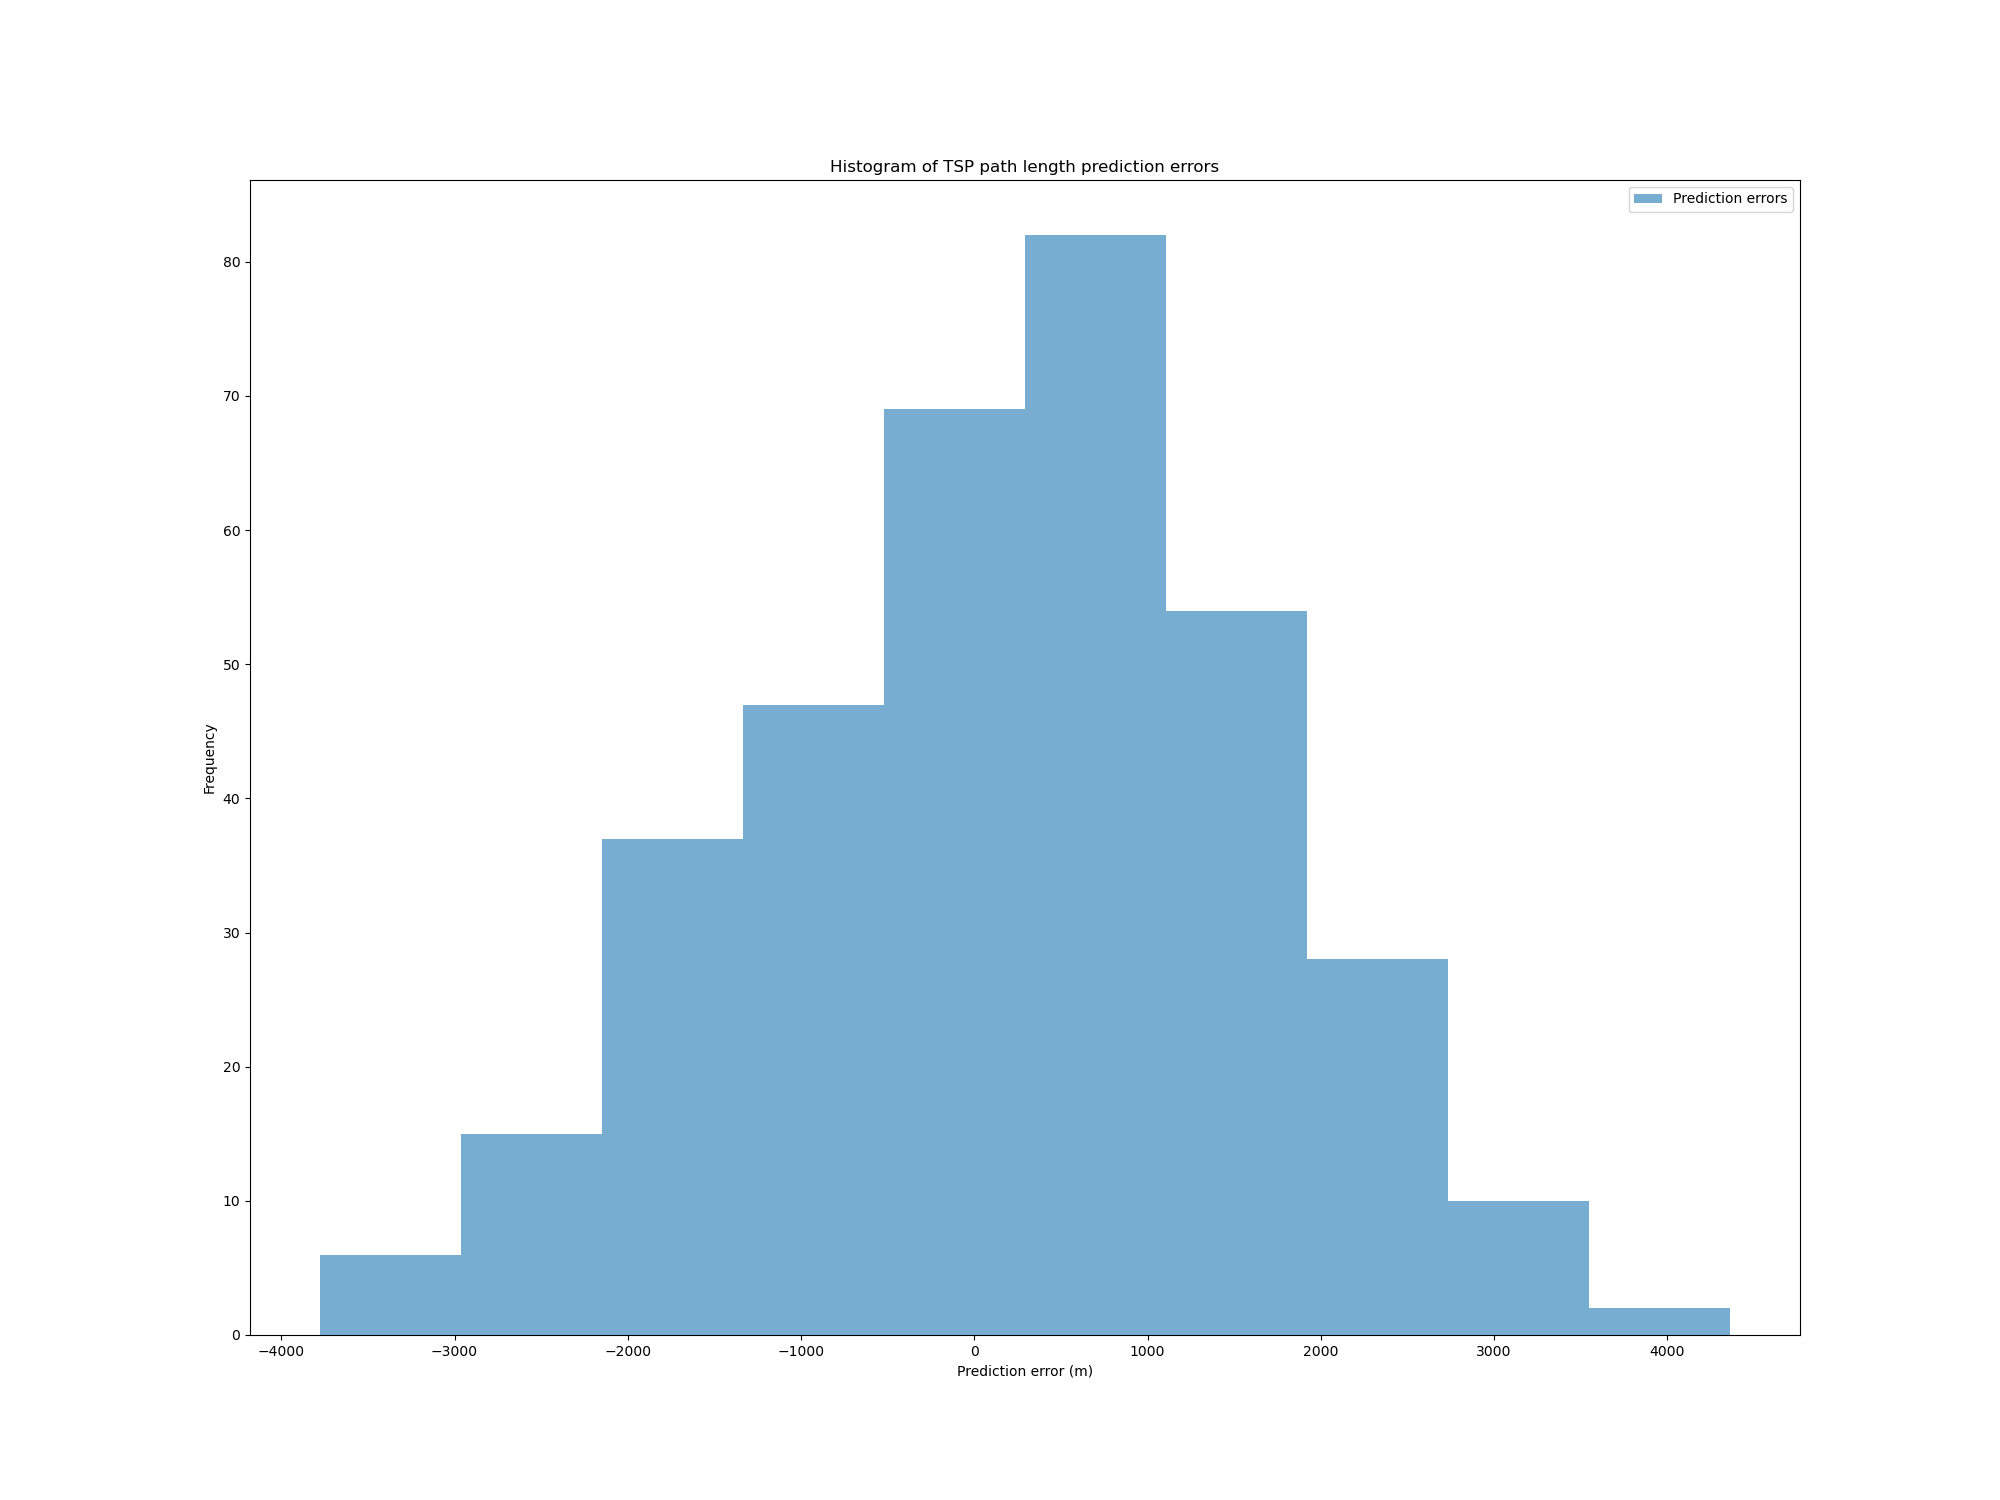 Histogram of TSP path length prediction errors
Prediction errors
80
70
60
50
40
30
20
10
0
Frequency
−4000 −3000 −2000 −1000 0 1000 2000 3000 4000
Prediction error (m)